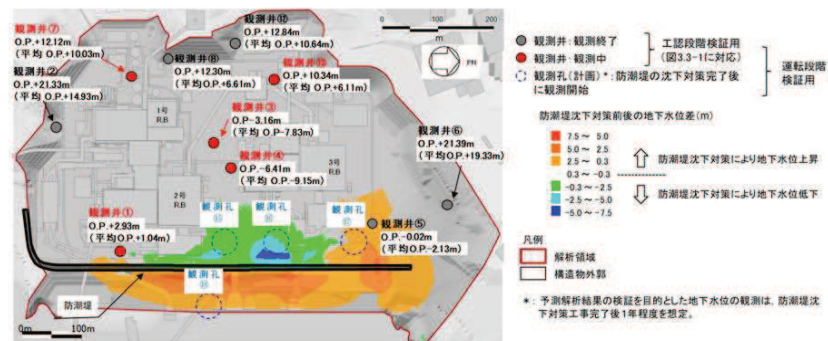 観測井⑦
O.P.+12.12m
(平均 O.P.+10.03m)
観測井②
O.P.+21.33m
(平均 O.P.+14.93m)
観測井⑫
O.P.+12.84m
(平均 O.P.+10.64m)
観測井⑧
O.P.+12.30m
(平均 O.P.+6.61m)
O.P.+10.34m
(平均 O.P.+6.11m)
観測井③
O.P.-3.16m
(平均 O.P.-7.83m)
観測井④
O.P.-6.41m
(平均 O.P.-9.15m)
観測井⑥
O.P.+21.39m
(平均 O.P.+19.33m)
観測井⑤
O.P.-0.02m
(平均 O.P.-2.13m)
観測井①
O.P.+2.93m
(平均O.P.+1.04m)
1号
R.B
2号
R.B
3号
R.B
観測孔
観測孔
観測孔
観測孔
防潮堤
0m 100m
0 100 200
m
PN
観測井:観測終了
観測井:観測中
観測孔(計画)*:防潮堤の沈下対策完了後
に観測開始
工認段階検証用
(図3.3-1に対応)
運転段階
検証用
防潮堤沈下対策前後の地下水位差(m)
7.5 ~ 5.0
5.0 ~ 2.5
2.5 ~ 0.3
0.3 ~ -0.3
-0.3 ~ -2.5
-2.5 ~ -5.0
-5.0 ~ -7.5
防潮堤沈下対策により地下水位上昇
防潮堤沈下対策により地下水位低下
凡例
解析領域
構造物外郭
*: 予測解析結果の検証を目的とした地下水位の観測は、防潮堤沈
下対策工事完了後1年程度を想定。